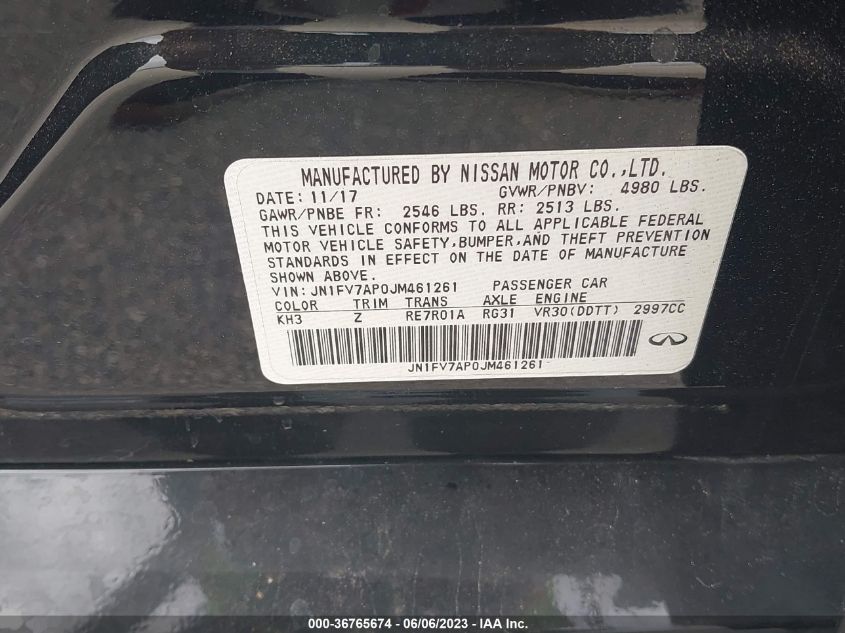 MANUFACTURED BY NISSAN MOTOR CO.,LTD.
DATE: 11/17 GVWR/PNBV: 4980 LBS.
GAWR/PNBE FR: 2546 LBS. RR: 2513 LBS.
THIS VEHICLE CONFORMS TO ALL APPLICABLE FEDERAL
MOTOR VEHICLE SAFETY,BUMPER,AND THEFT PREVENTION
STANDARDS IN EFFECT ON THE DATE OF MANUFACTURE
SHOWN ABOVE.
VIN: JN1FV7AP0JM461261 PASSENGER CAR
COLOR TRIM TRANS AXLE ENGINE
KH3 Z RE7R01A RG31 VR30(DDTT) 2997CC
JN1FV7AP0JM461261
000-36765674 - 06/06/2023 - IAAI.com